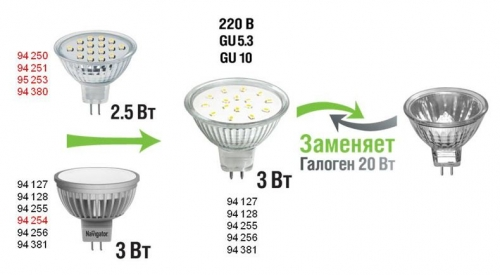 94 250
94 251
95 253
94 380
2.5 Вт
94 127
94 128
94 255
94 254
94 256
94 381
Navigator
3 Вт
220 В
GU 5.3
GU 10
3 Вт
94 127
94 128
94 255
94 256
94 381
Заменяет
Галоген 20 Вт